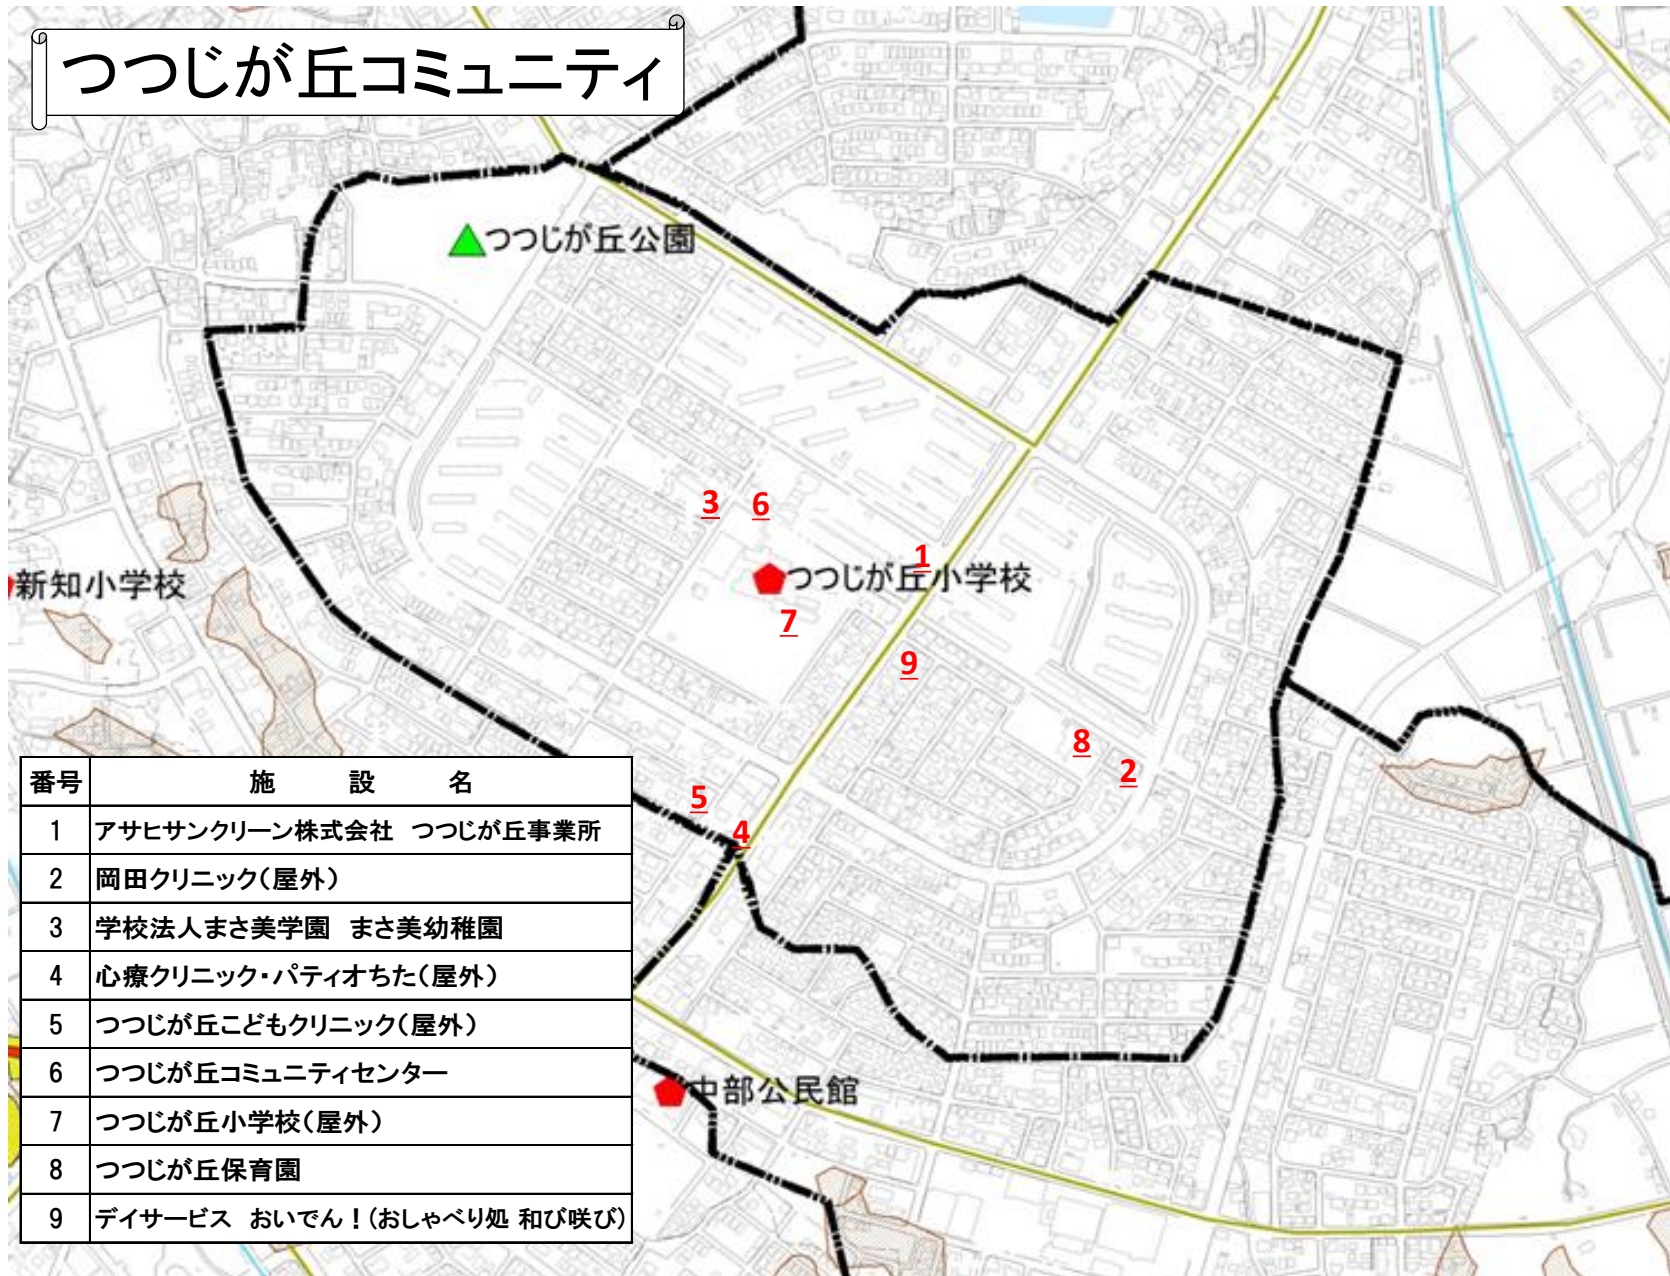 つつじが丘コミュニティ
つつじが丘公園
3
6
1
新知小学校
つつじが丘小学校
7
9
8
2
5
4
番号 施設名
1 アサヒサンクリーン株式会社 つつじが丘事業所
2 岡田クリニック(屋外)
3 学校法人まさ美学園 まさ美幼稚園
4 心療クリニック・パティオちた(屋外)
5 つつじが丘こどもクリニック(屋外)
6 つつじが丘コミュニティセンター
7 つつじが丘小学校(屋外)
8 つつじが丘保育園
9 デイサービス おいでん!(おしゃべり処 和び咲び)
中部公民館